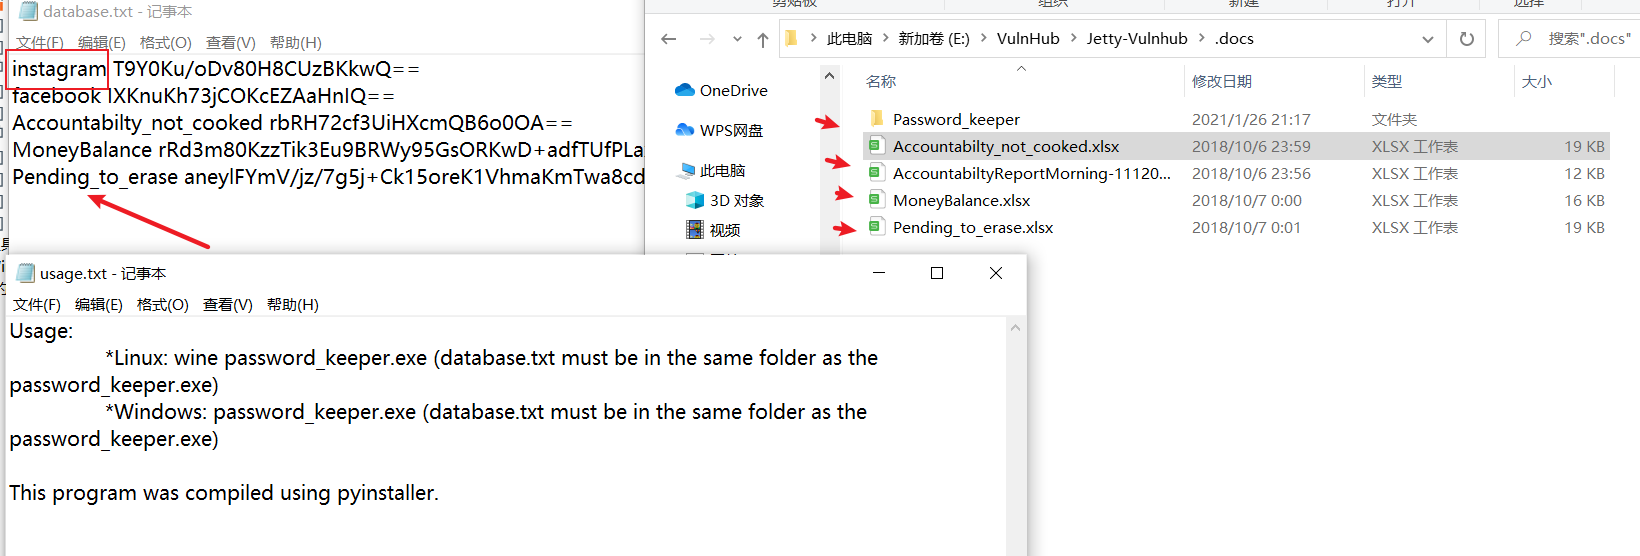 database.txt - 记事本
文件(F) 编辑(E) 格式(O) 查看(V) 帮助(H)
instagram T9Y0Ku/oDv80H8CUzBKkwQ==
facebook IXKnuKh73jCOKcEZAaHnIQ==
Accountabilty_not_cooked rbRH72cf3UiHXcmQB6o0OA==
MoneyBalance rRd3m80KzzTik3Eu9BRWy95GsORKwD+adfTUfPLa
Pending_to_erase aneylFYmV/jz/7g5j+Ck15oreK1VhmaKmTwa8cd
剪贴板 组织 新建 打开 选择
此电脑 新加卷 (E:) VulnHub Jetty-Vulnhub .docs 搜索".docs"
OneDrive
WPS网盘
此电脑
3D 对象
视频
名称 修改日期 类型 大小
Password_keeper 2021/1/26 21:17 文件夹
Accountabilty_not_cooked.xlsx 2018/10/6 23:59 XLSX 工作表 19 KB
AccountabiltyReportMorning-11120... 2018/10/6 23:56 XLSX 工作表 12 KB
MoneyBalance.xlsx 2018/10/7 0:00 XLSX 工作表 16 KB
Pending_to_erase.xlsx 2018/10/7 0:01 XLSX 工作表 19 KB
usage.txt - 记事本
文件(F) 编辑(E) 格式(O) 查看(V) 帮助(H)
Usage:
*Linux: wine password_keeper.exe (database.txt must be in the same folder as the
password_keeper.exe)
*Windows: password_keeper.exe (database.txt must be in the same folder as the
password_keeper.exe)
This program was compiled using pyinstaller.